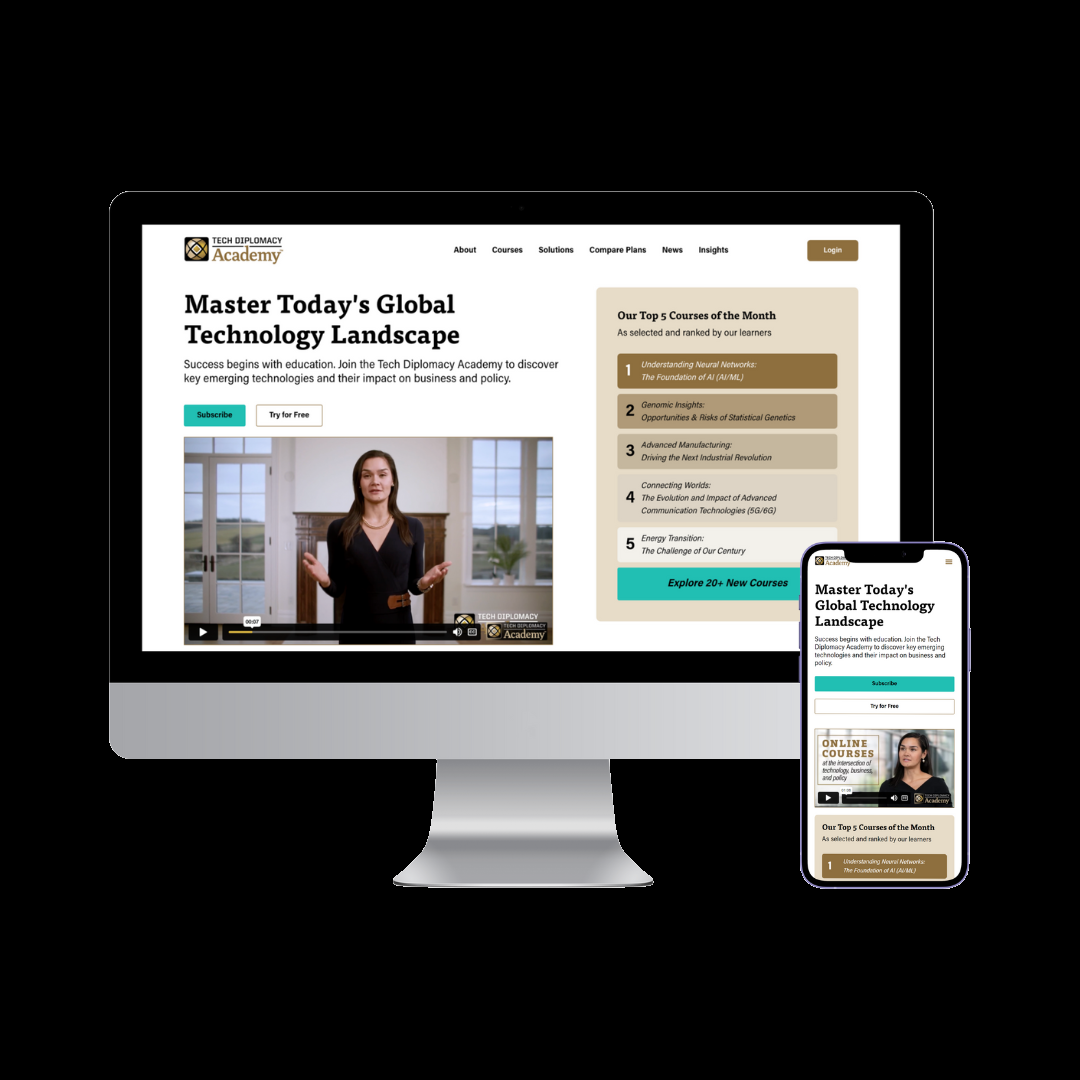 TECH DIPLOMACY
Academy
About Courses Solutions Compare Plans News Insights
Login
Master Today's Global
Technology Landscape
Success begins with education. Join the Tech Diplomacy Academy to discover
key emerging technologies and their impact on business and policy.
Subscribe
Try for Free
00:07
TECH DIPLOMACY
TECH DIPLOMACY
Academy
Our Top 5 Courses of the Month
As selected and ranked by our learners
1
Understanding Neural Networks:
The Foundation of AI (AI/ML)
2
Genomic Insights:
Opportunities & Risks of Statistical Genetics
3
Advanced Manufacturing:
Driving the Next Industrial Revolution
4
Connecting Worlds:
The Evolution and Impact of Advanced
Communication Technologies (5G/6G)
5
Energy Transition:
The Challenge of Our Century
Explore 20+ New Courses
Academy
Master Today's
Global Technology
Landscape
Success begins with education. Join the Tech
Diplomacy Academy to discover key emerging
technologies and their impact on business and
policy.
Subscribe
Try for Free
ONLINE
COURSES
at the intersection of
technology, business,
and policy
TECH DIPLOMACY
Academy
Our Top 5 Courses of the Month
As selected and ranked by our learners
1
Understanding Neural Networks:
The Foundation of AI (AI/ML)